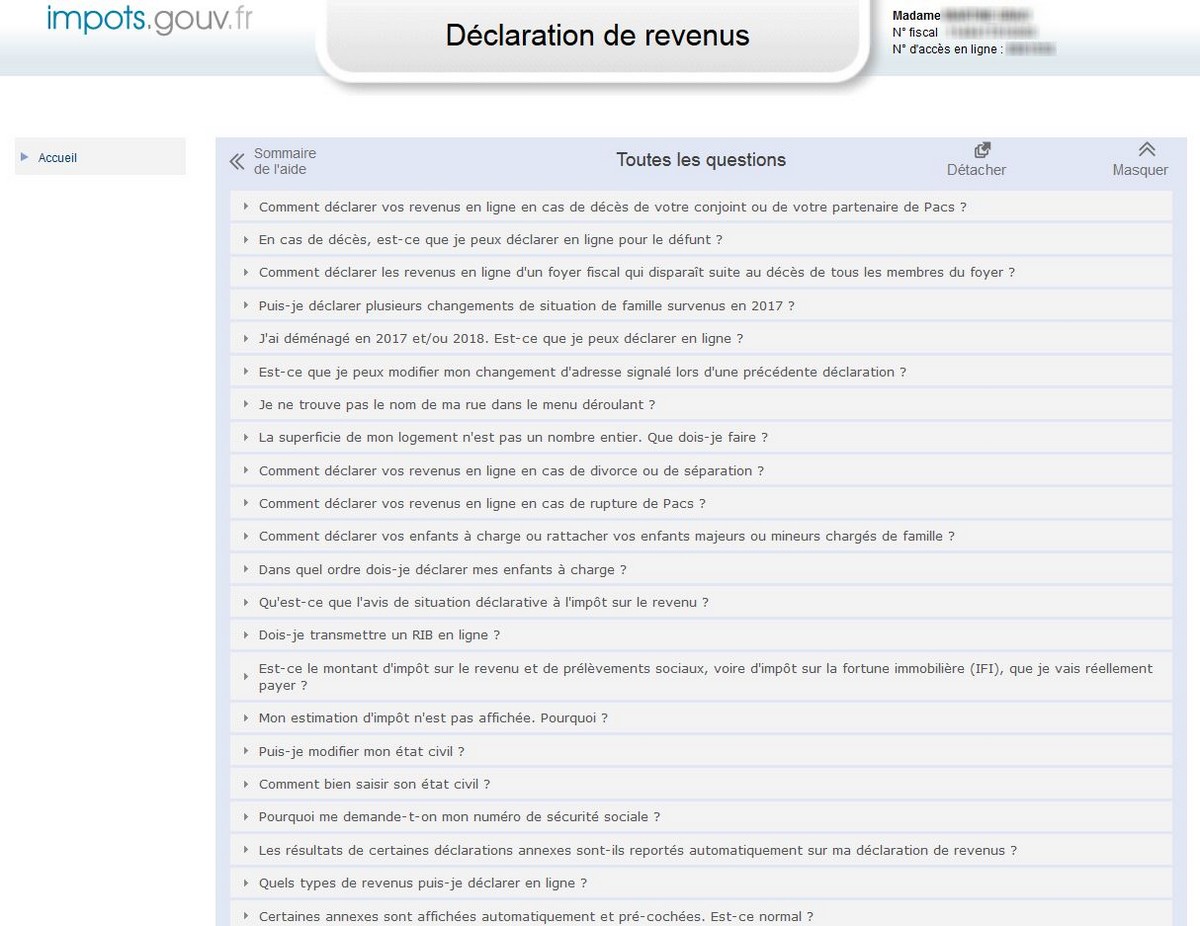 impots.gouv.fr
Déclaration de revenus
Madame
N° fiscal
N° d'accès en ligne :
Accueil
Sommaire
de l'aide
Toutes les questions
Détacher
Masquer
Comment déclarer vos revenus en ligne en cas de décès de votre conjoint ou de votre partenaire de Pacs ?
En cas de décès, est-ce que je peux déclarer en ligne pour le défunt ?
Comment déclarer les revenus en ligne d'un foyer fiscal qui disparaît suite au décès de tous les membres du foyer ?
Puis-je déclarer plusieurs changements de situation de famille survenus en 2017 ?
J'ai déménagé en 2017 et/ou 2018. Est-ce que je peux déclarer en ligne ?
Est-ce que je peux modifier mon changement d'adresse signalé lors d'une précédente déclaration ?
Je ne trouve pas le nom de ma rue dans le menu déroulant ?
La superficie de mon logement n'est pas un nombre entier. Que dois-je faire ?
Comment déclarer vos revenus en ligne en cas de divorce ou de séparation ?
Comment déclarer vos revenus en ligne en cas de rupture de Pacs ?
Comment déclarer vos enfants à charge ou rattacher vos enfants majeurs ou mineurs chargés de famille ?
Dans quel ordre dois-je déclarer mes enfants à charge ?
Qu'est-ce que l'avis de situation déclarative à l'impôt sur le revenu ?
Dois-je transmettre un RIB en ligne ?
Est-ce le montant d'impôt sur le revenu et de prélèvements sociaux, voire d'impôt sur la fortune immobilière (IFI), que je vais réellement
payer ?
Mon estimation d'impôt n'est pas affichée. Pourquoi ?
Puis-je modifier mon état civil ?
Comment bien saisir son état civil ?
Pourquoi me demande-t-on mon numéro de sécurité sociale ?
Les résultats de certaines déclarations annexes sont-ils reportés automatiquement sur ma déclaration de revenus ?
Quels types de revenus puis-je déclarer en ligne ?
Certaines annexes sont affichées automatiquement et pré-cochées. Est-ce normal ?